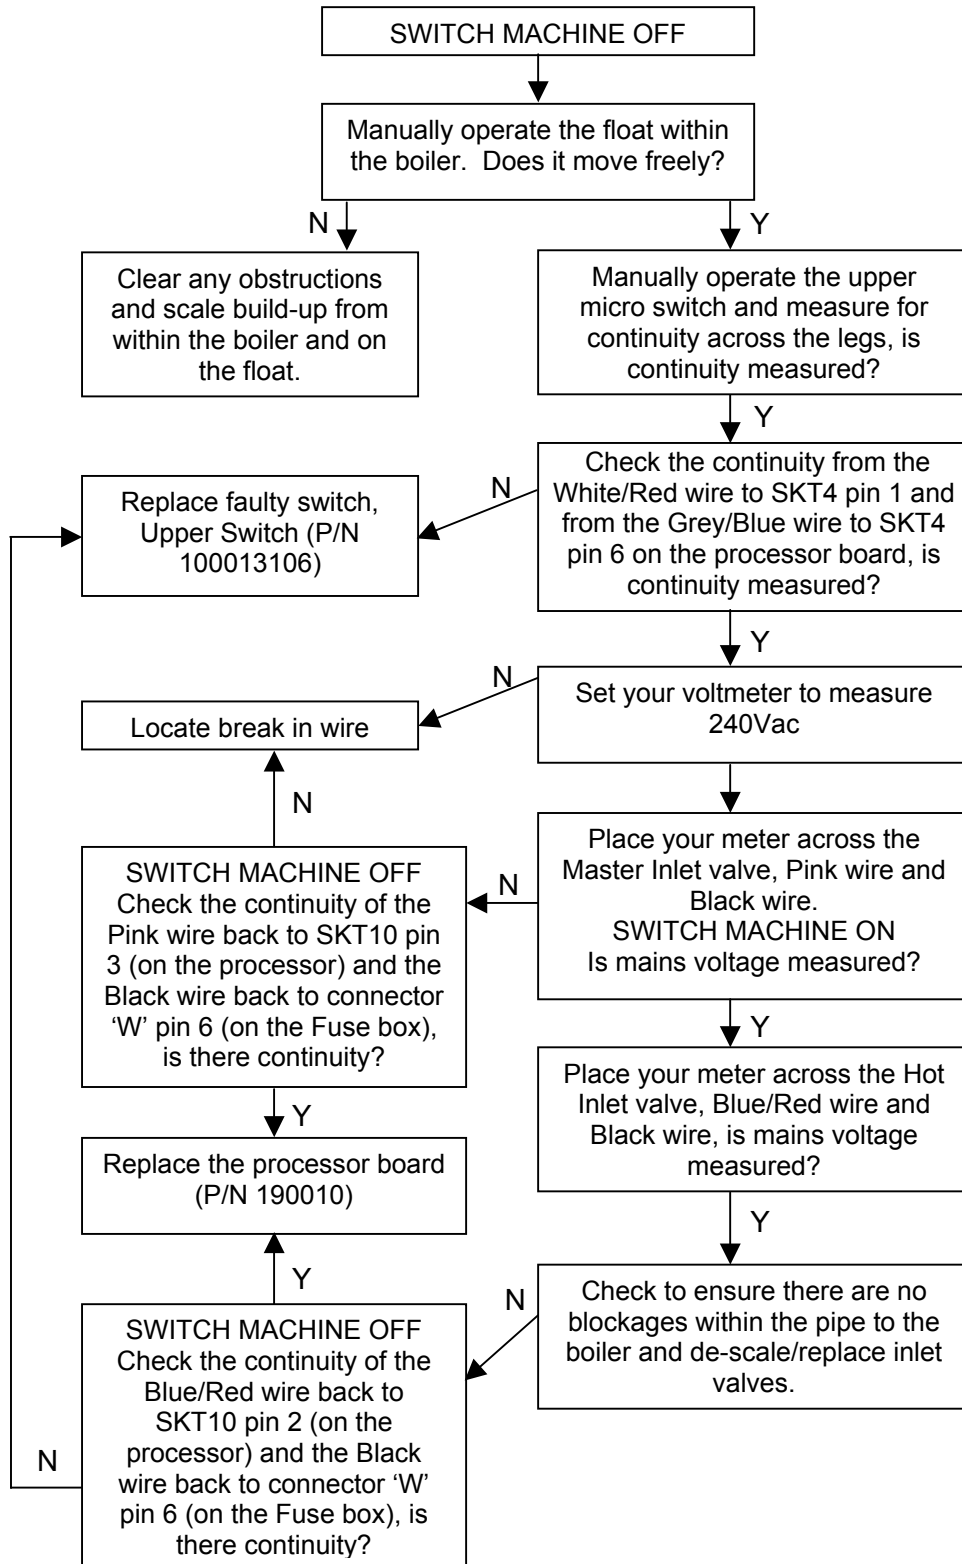 SWITCH MACHINE OFF
Manually operate the float within
the boiler.  Does it move freely?
N
Y
Clear any obstructions
and scale build-up from
within the boiler and on
the float.
Manually operate the upper
micro switch and measure for
continuity across the legs, is
continuity measured?
Y
Replace faulty switch,
Upper Switch (P/N
100013106)
N
Check the continuity from the
White/Red wire to SKT4 pin 1 and
from the Grey/Blue wire to SKT4
pin 6 on the processor board, is
continuity measured?
Y
Locate break in wire
N
Set your voltmeter to measure
240Vac
N
SWITCH MACHINE OFF
Check the continuity of the
Pink wire back to SKT10 pin
3 (on the processor) and the
Black wire back to connector
‘W’ pin 6 (on the Fuse box),
is there continuity?
N
Place your meter across the
Master Inlet valve, Pink wire and
Black wire.
SWITCH MACHINE ON
Is mains voltage measured?
Y
Y
Replace the processor board
(P/N 190010)
Place your meter across the Hot
Inlet valve, Blue/Red wire and
Black wire, is mains voltage
measured?
Y
Y
SWITCH MACHINE OFF
Check the continuity of the
Blue/Red wire back to
SKT10 pin 2 (on the
processor) and the Black
wire back to connector ‘W’
pin 6 (on the Fuse box), is
there continuity?
N
N
Check to ensure there are no
blockages within the pipe to the
boiler and de-scale/replace inlet
valves.